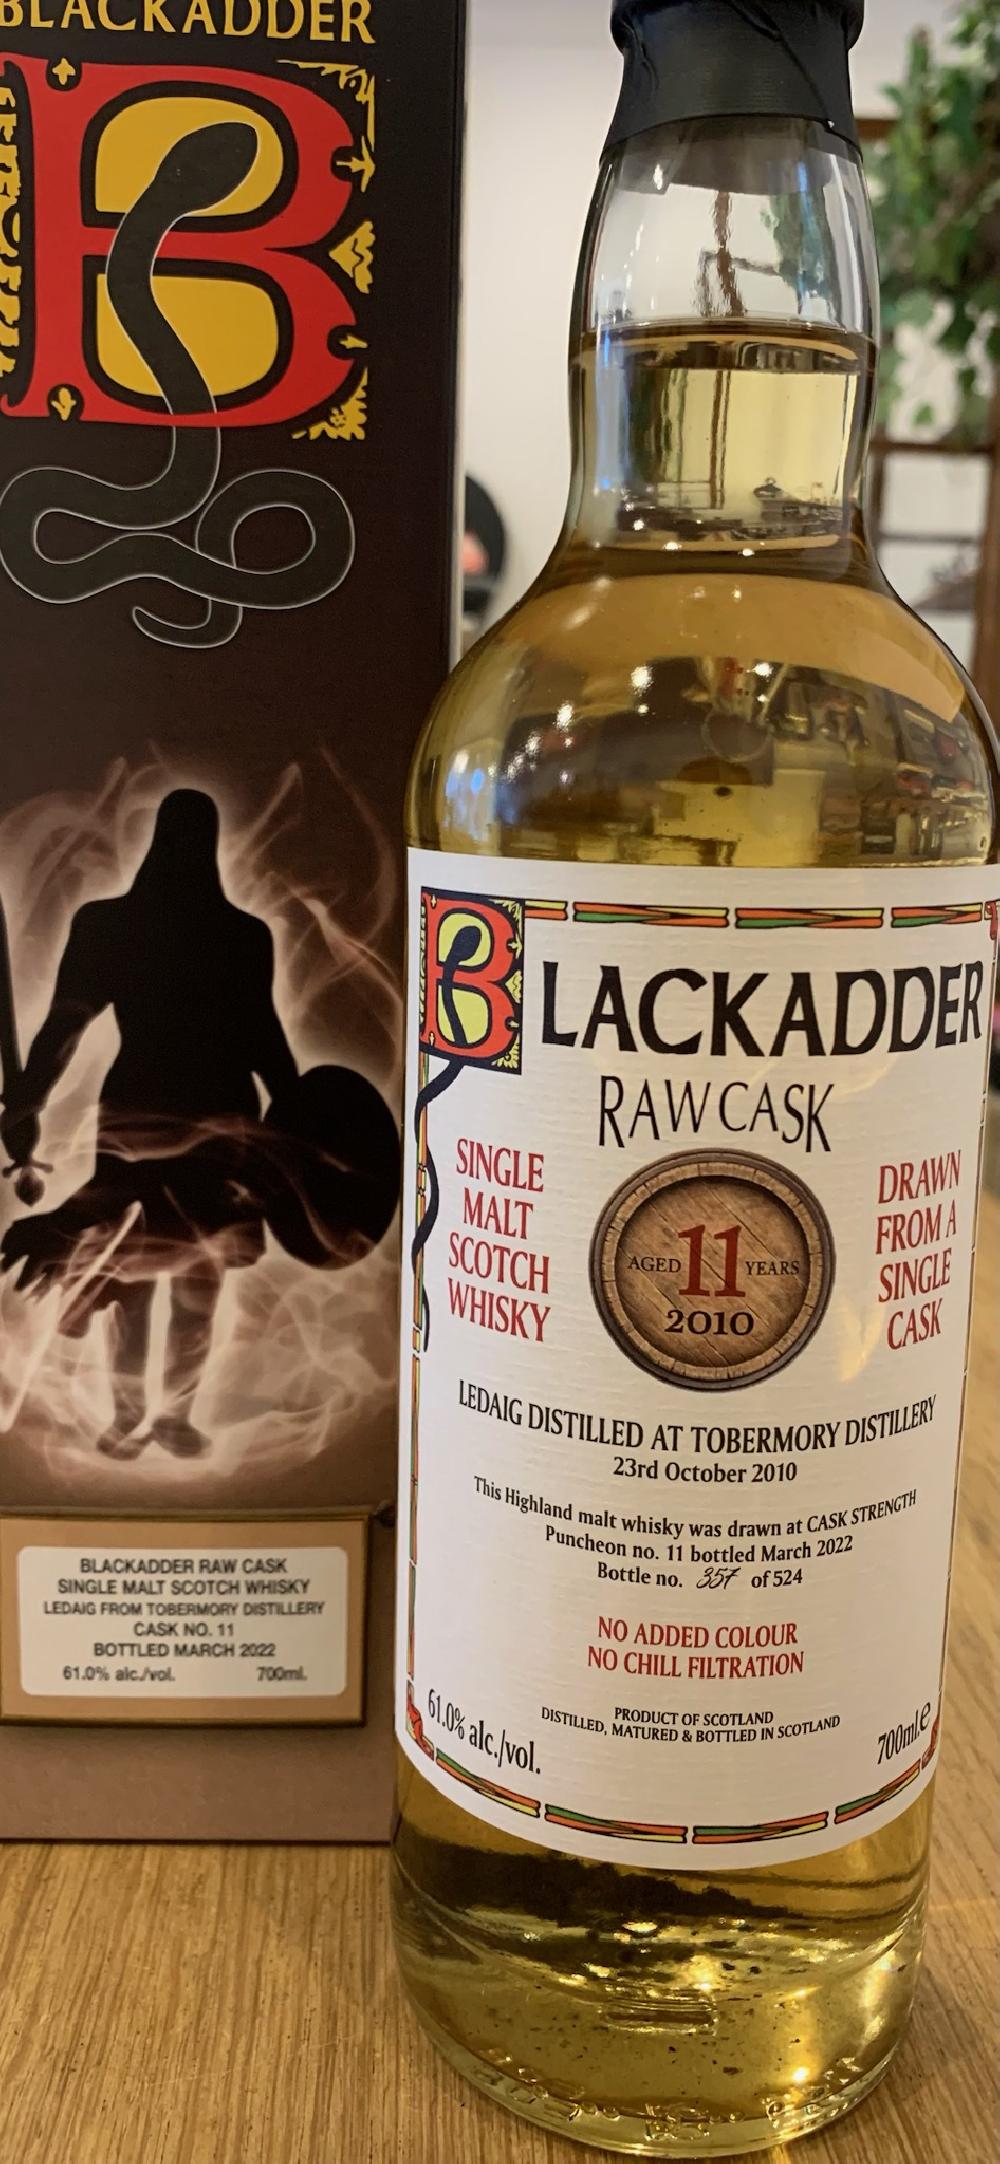 BLACKADDER
B
BLACKADDER RAW CASK
SINGLE MALT SCOTCH WHISKY
LEDAIG FROM TOBERMORY DISTILLERY
CASK NO. 11
BOTTLED MARCH 2022
61.0% alc./vol. 700ml.
BLACKADDER
RAW CASK
SINGLE
MALT
SCOTCH
WHISKY
AGED 11 YEARS
2010
DRAWN
FROM A
SINGLE
CASK
LEDAIG DISTILLED AT TOBERMORY DISTILLERY
23rd October 2010
This Highland malt whisky was drawn at CASK STRENGTH
Puncheon no. 11 bottled March 2022
Bottle no. 357 of 524
NO ADDED COLOUR
NO CHILL FILTRATION
PRODUCT OF SCOTLAND
DISTILLED, MATURED & BOTTLED IN SCOTLAND
61.0% alc./vol.
700ml.e